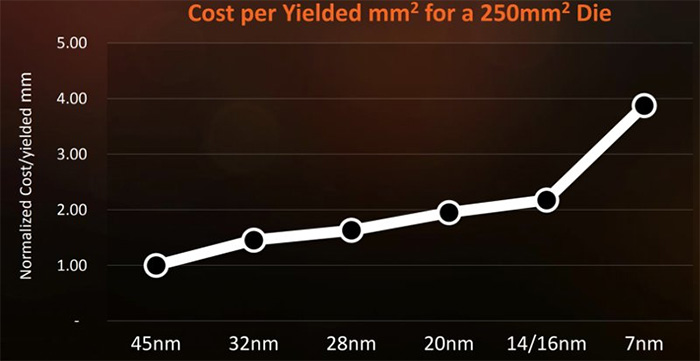 Cost per Yielded mm² for a 250mm² Die
Normalized Cost/yielded mm
5.00
4.00
3.00
2.00
1.00
-
45nm 32nm 28nm 20nm 14/16nm 7nm